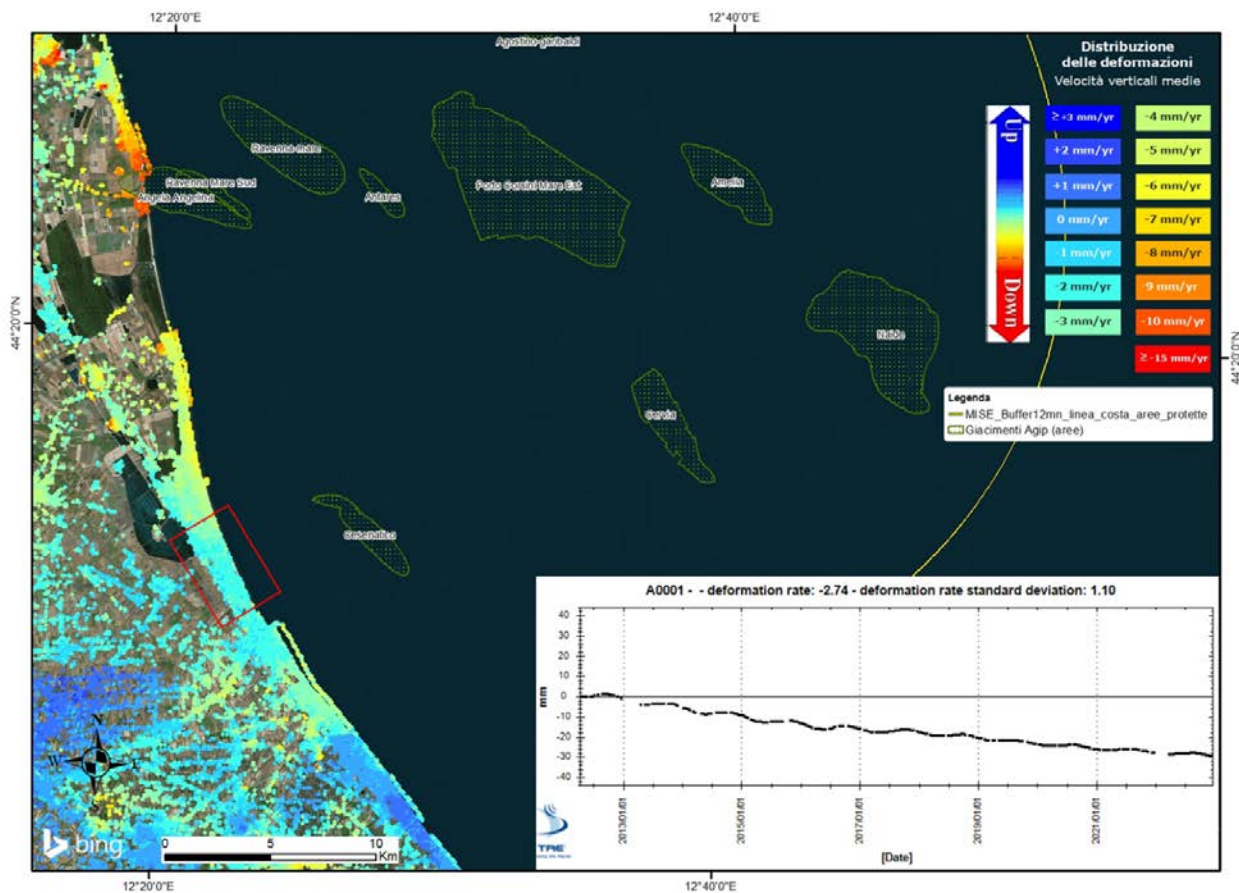 12°20'0"E
12°40'0"E
Agostino-garibaldi
Distribuzione
delle deformazioni
Velocità verticali medie
Up
Down
≥ +3 mm/yr
+2 mm/yr
+1 mm/yr
0 mm/yr
-1 mm/yr
-2 mm/yr
-3 mm/yr
-4 mm/yr
-5 mm/yr
-6 mm/yr
-7 mm/yr
-8 mm/yr
-9 mm/yr
-10 mm/yr
≥ -15 mm/yr
Ravenna-mare
Ravenna Mare Sud
Angela Angelina
Antares
Porto Corsini Mare Est
Amelia
44°20'0"N
44°20'0"N
Naide
Cervia
Cesenatico
Legenda
MISE_Buffer12mn_linea_costa_aree_protette
Giacimenti Agip (aree)
A0001 - - deformation rate: -2.74 - deformation rate standard deviation: 1.10
mm
40
30
20
10
0
-10
-20
-30
-40
2013/01/01
2015/01/01
2017/01/01
2019/01/01
2021/01/01
[Date]
TRE
N
W
E
S
bing
0
5
10
Km
12°20'0"E
12°40'0"E